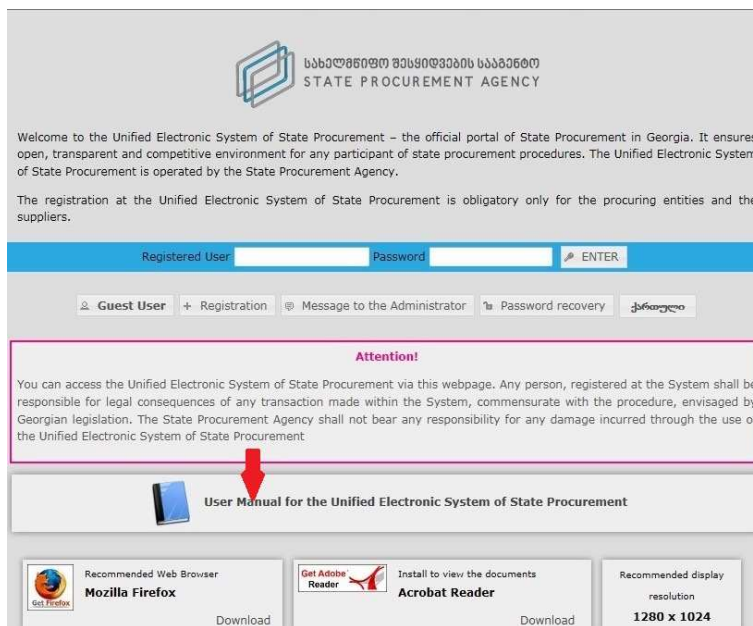 სახელმწიფო შესყიდვების სააგენტო
STATE PROCUREMENT AGENCY
Welcome to the Unified Electronic System of State Procurement – the official portal of State Procurement in Georgia. It ensures
open, transparent and competitive environment for any participant of state procurement procedures. The Unified Electronic System
of State Procurement is operated by the State Procurement Agency.
The registration at the Unified Electronic System of State Procurement is obligatory only for the procuring entities and the
suppliers.
Registered User Password ENTER
Guest User + Registration Message to the Administrator Password recovery ქართული
Attention!
You can access the Unified Electronic System of State Procurement via this webpage. Any person, registered at the System shall be
responsible for legal consequences of any transaction made within the System, commensurate with the procedure, envisaged by
Georgian legislation. The State Procurement Agency shall not bear any responsibility for any damage incurred through the use o
the Unified Electronic System of State Procurement
User Manual for the Unified Electronic System of State Procurement
Get Firefox
Recommended Web Browser
Mozilla Firefox
Download
Get Adobe
Reader
Install to view the documents
Acrobat Reader
Download
Recommended display
resolution
1280 x 1024